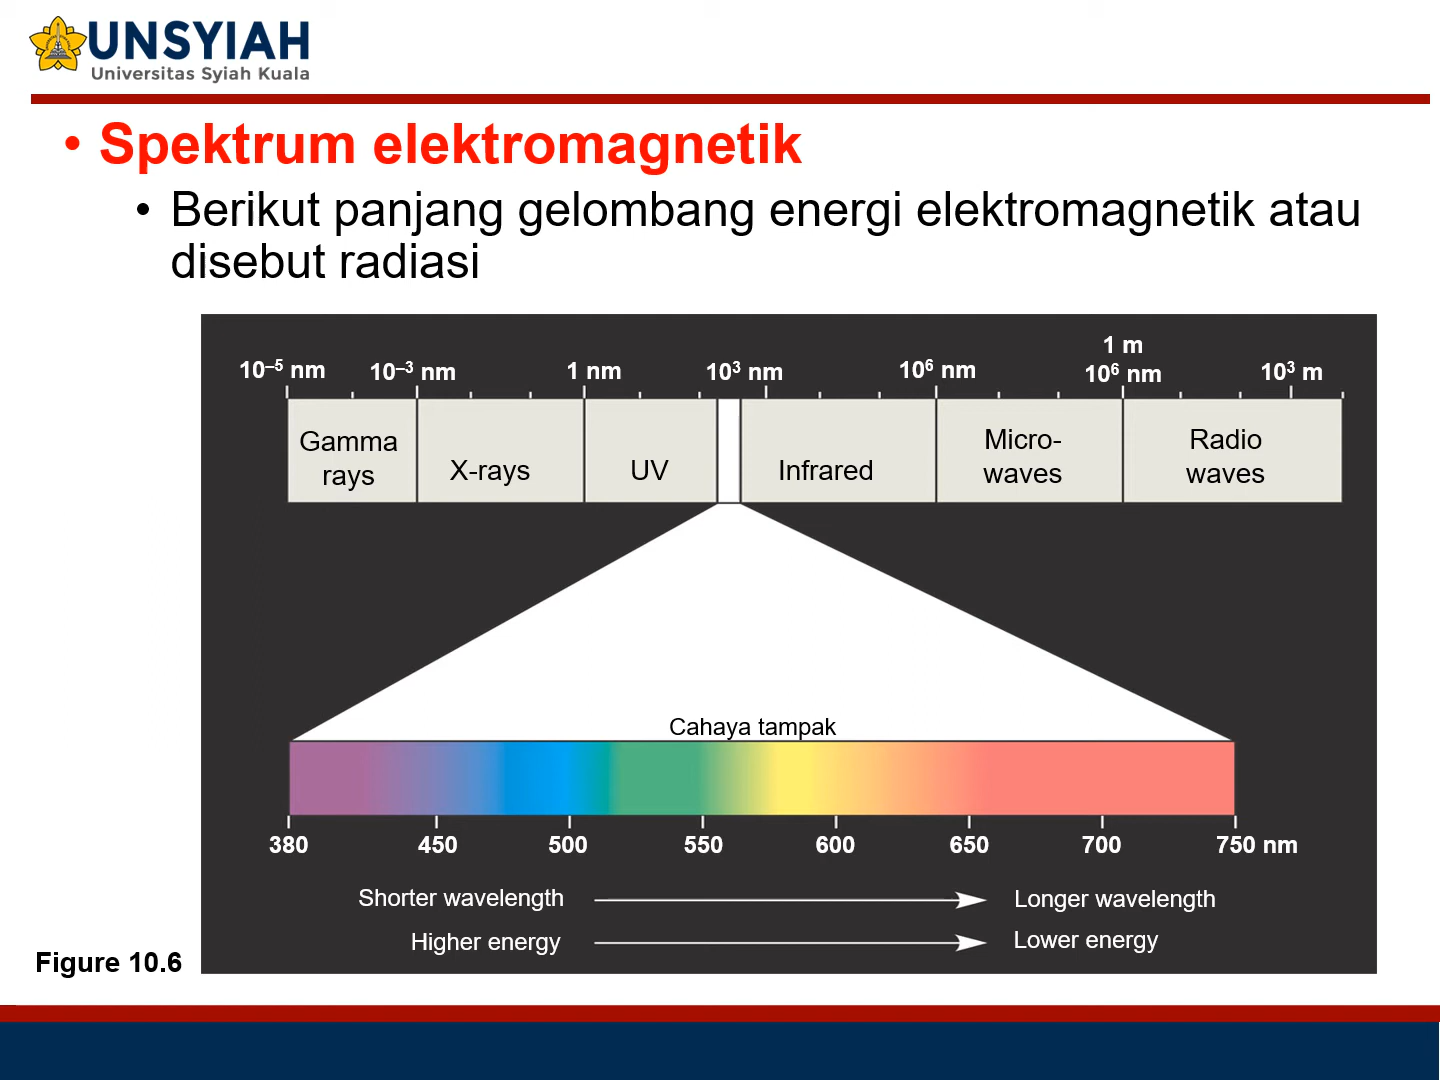 UNSYIAH
Universitas Syiah Kuala
• Spektrum elektromagnetik
• Berikut panjang gelombang energi elektromagnetik atau
disebut radiasi
1 m
10⁻⁵ nm 10⁻³ nm 1 nm 10³ nm 10⁶ nm 10⁶ nm 10³ m
Gamma
rays
X-rays
UV
Infrared
Micro-
waves
Radio
waves
Cahaya tampak
380 450 500 550 600 650 700 750 nm
Shorter wavelength Longer wavelength
Higher energy Lower energy
Figure 10.6